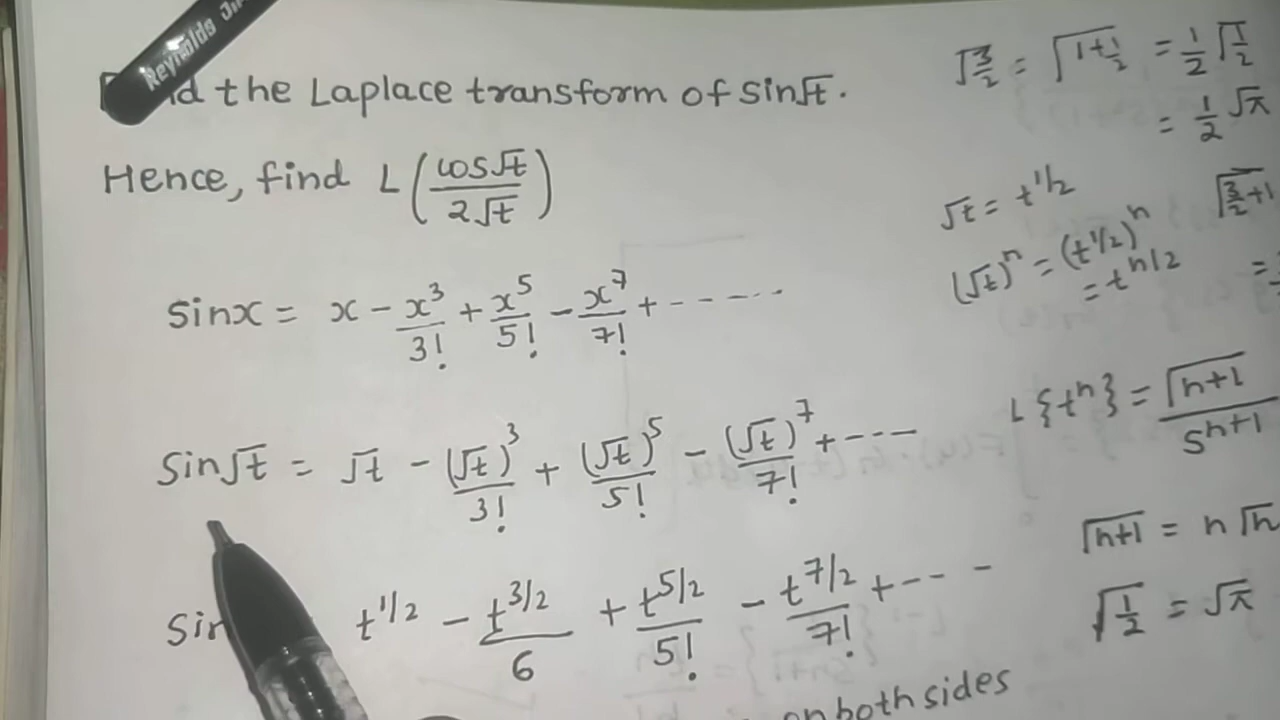 Reynolds
the Laplace transform of sin√t.
Hence, find L(cos√t / 2√t)
sinx = x - x³/3! + x⁵/5! - x⁷/7! + ------
sin√t = √t - (√t)³/3! + (√t)⁵/5! - (√t)⁷/7! + ---
t^1/2 - t^3/2/6 + t^5/2/5! - t^7/2/7! + ---
on both sides
Γ3/2 = Γ1+1/2 = 1/2 Γ1/2
= 1/2 √π
√t = t^1/2
(√t)^n = (t^1/2)^n
= t^n/2
Γ3/2+1
=
L{t^n} = Γn+1 / s^n+1
Γn+1 = n Γn
Γ1/2 = √π